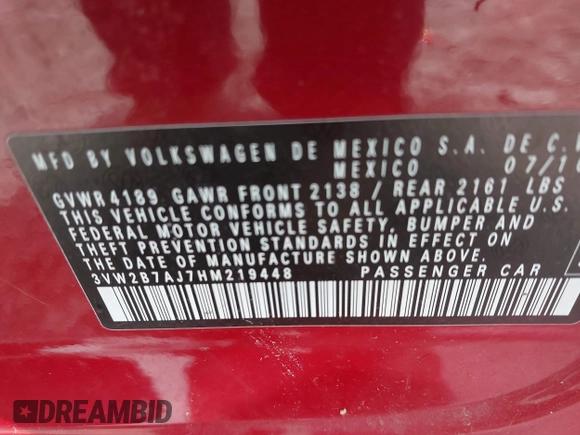 MFD BY VOLKSWAGEN DE MEXICO S.A. DE C.
MEXICO 07/1
GVWR 4189 GAWR FRONT 2138 / REAR 2161 LBS
THIS VEHICLE CONFORMS TO ALL APPLICABLE U.S.
FEDERAL MOTOR VEHICLE SAFETY, BUMPER AND
THEFT PREVENTION STANDARDS IN EFFECT ON
THE DATE OF MANUFACTURE SHOWN ABOVE.
3VW2B7AJ7HM219448 PASSENGER CAR
DREAMBID